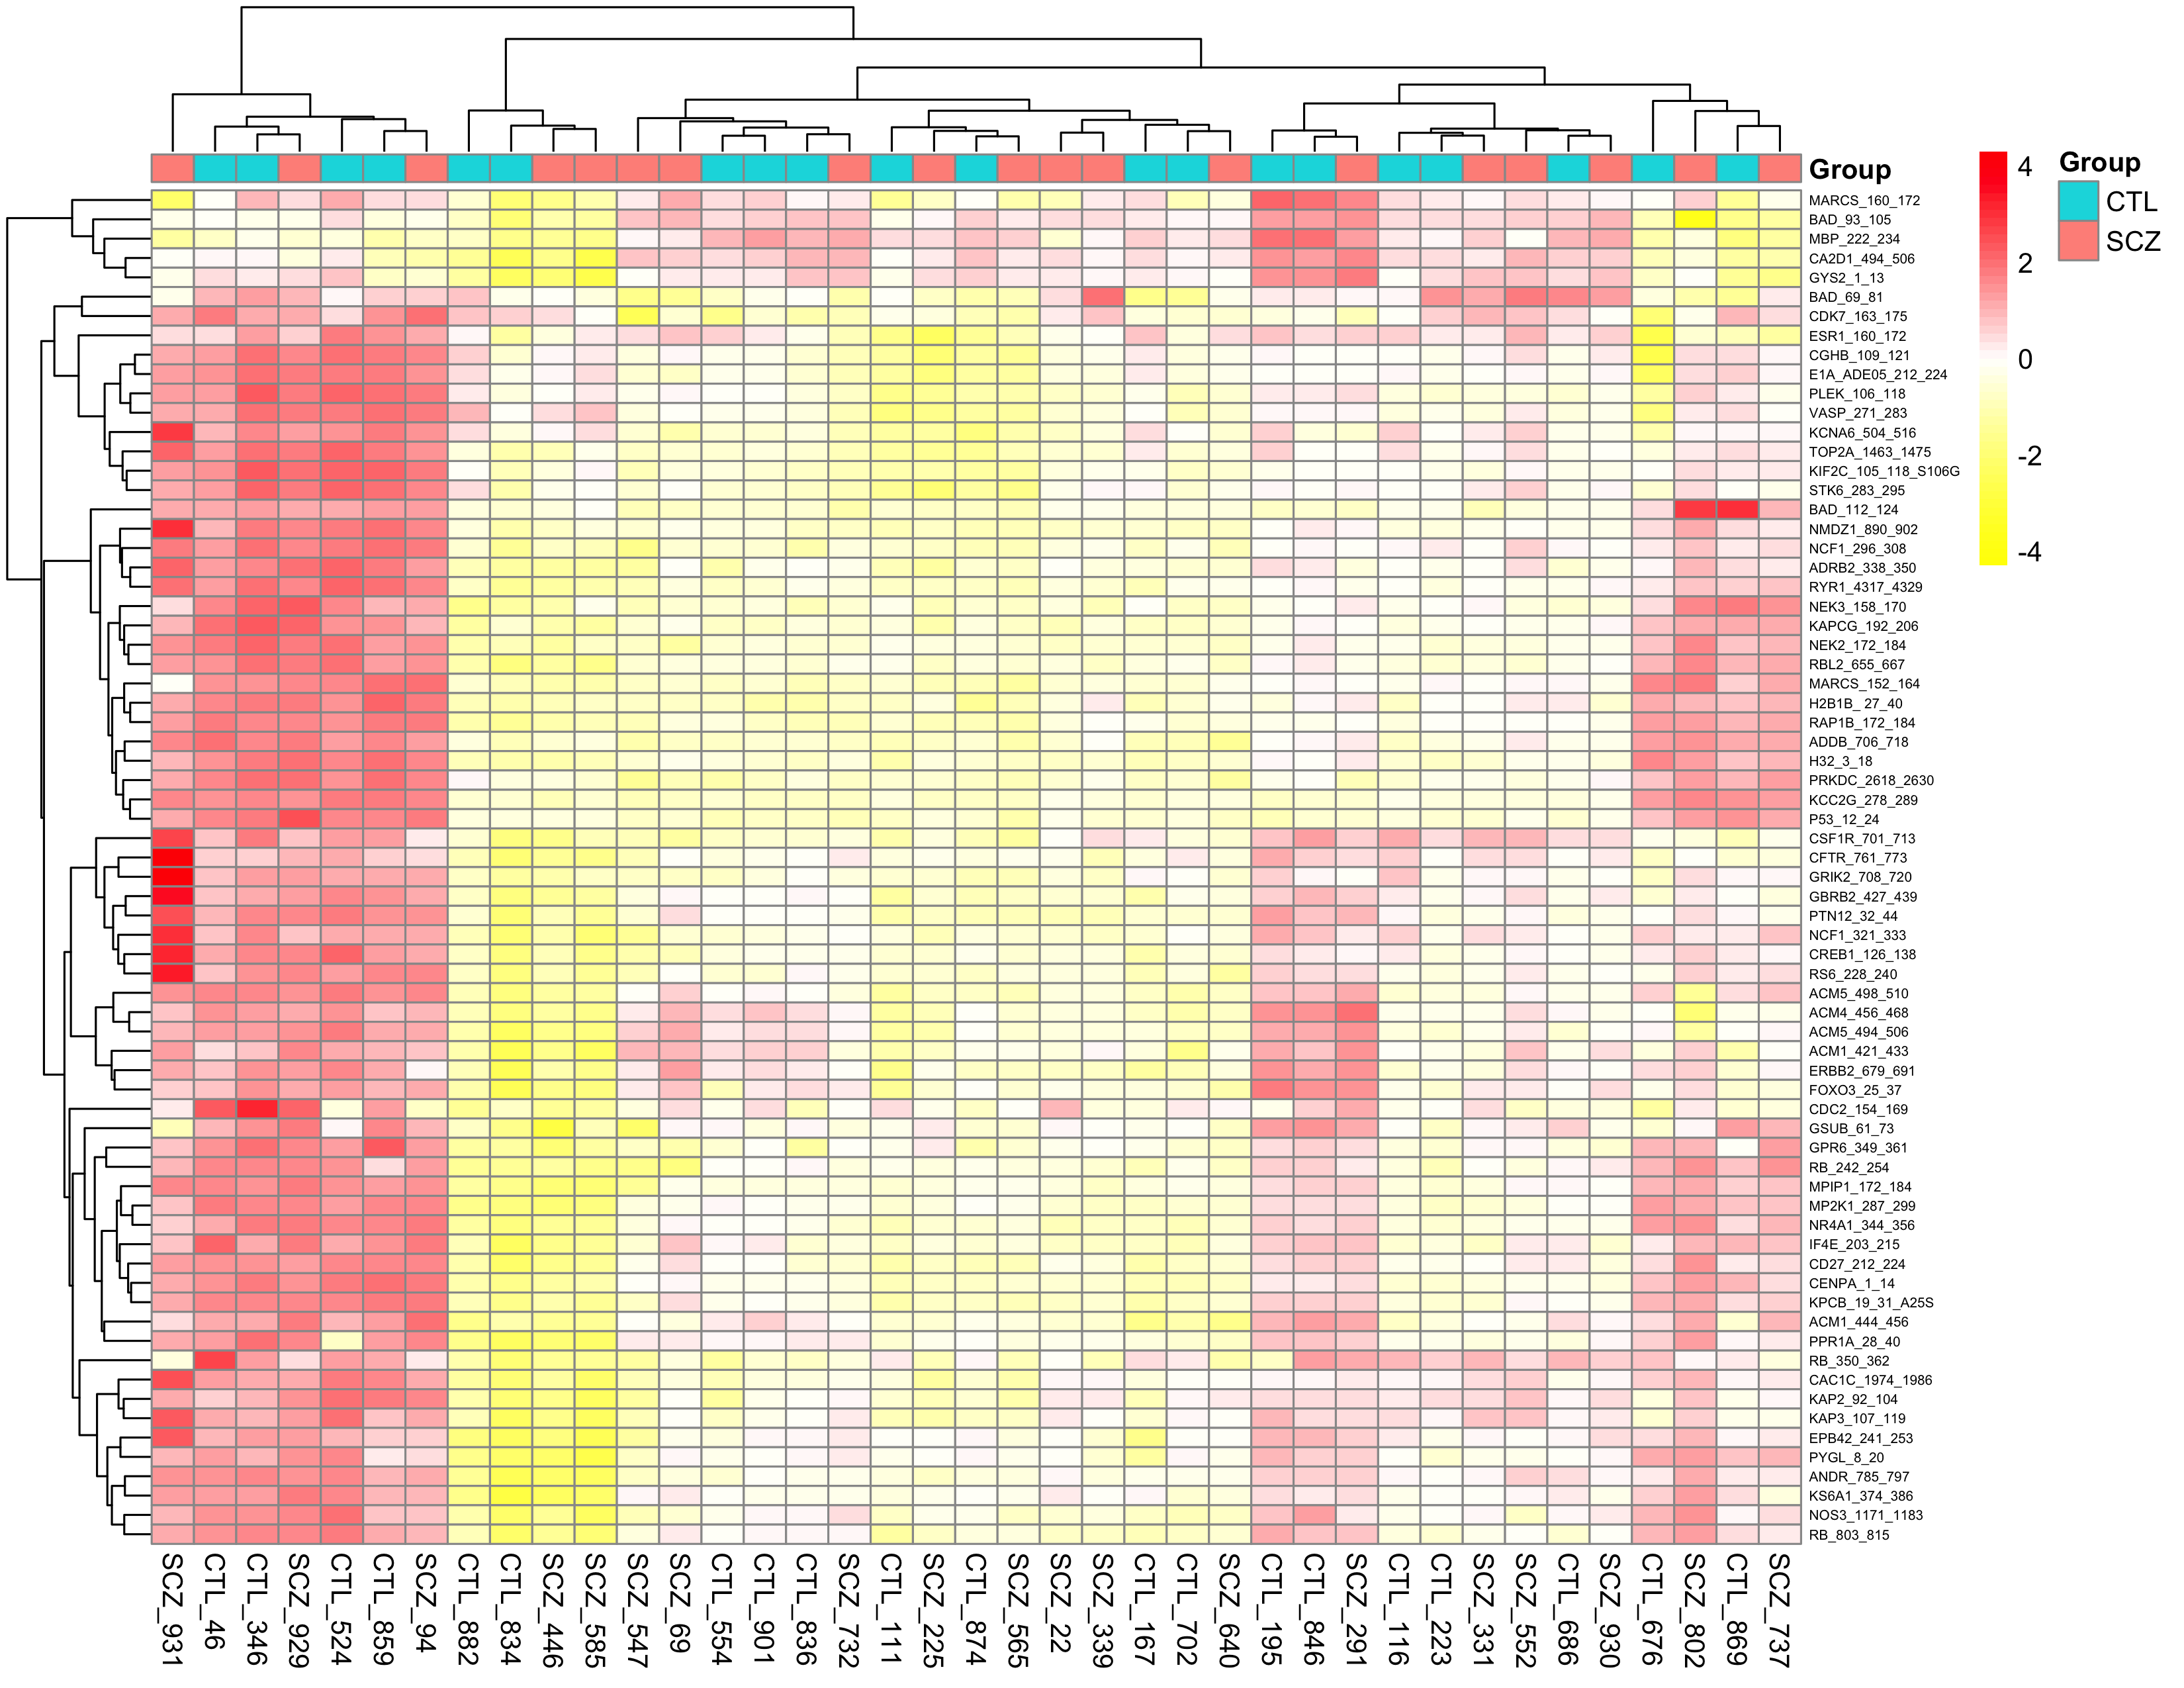 Group
MARCS_160_172
BAD_93_105
MBP_222_234
CA2D1_494_506
GYS2_1_13
BAD_69_81
CDK7_163_175
ESR1_160_172
CGHB_109_121
E1A_ADE05_212_224
PLEK_106_118
VASP_271_283
KCNA6_504_516
TOP2A_1463_1475
KIF2C_105_118_S106G
STK6_283_295
BAD_112_124
NMDZ1_890_902
NCF1_296_308
ADRB2_338_350
RYR1_4317_4329
NEK3_158_170
KAPCG_192_206
NEK2_172_184
RBL2_655_667
MARCS_152_164
H2B1B_ 27_40
RAP1B_172_184
ADDB_706_718
H32_3_18
PRKDC_2618_2630
KCC2G_278_289
P53_12_24
CSF1R_701_713
CFTR_761_773
GRIK2_708_720
GBRB2_427_439
PTN12_32_44
NCF1_321_333
CREB1_126_138
RS6_228_240
ACM5_498_510
ACM4_456_468
ACM5_494_506
ACM1_421_433
ERBB2_679_691
FOXO3_25_37
CDC2_154_169
GSUB_61_73
GPR6_349_361
RB_242_254
MPIP1_172_184
MP2K1_287_299
NR4A1_344_356
IF4E_203_215
CD27_212_224
CENPA_1_14
KPCB_19_31_A25S
ACM1_444_456
PPR1A_28_40
RB_350_362
CAC1C_1974_1986
KAP2_92_104
KAP3_107_119
EPB42_241_253
PYGL_8_20
ANDR_785_797
KS6A1_374_386
NOS3_1171_1183
RB_803_815
SCZ_931
CTL_46
CTL_346
SCZ_929
CTL_524
CTL_859
SCZ_94
CTL_882
CTL_834
SCZ_446
SCZ_585
SCZ_547
SCZ_69
CTL_554
CTL_901
CTL_836
SCZ_732
CTL_111
SCZ_225
CTL_874
SCZ_565
SCZ_22
SCZ_339
CTL_167
CTL_702
SCZ_640
CTL_195
CTL_846
SCZ_291
CTL_116
CTL_223
SCZ_331
SCZ_552
CTL_686
SCZ_930
CTL_676
SCZ_802
CTL_869
SCZ_737
4
2
0
-2
-4
Group
CTL
SCZ